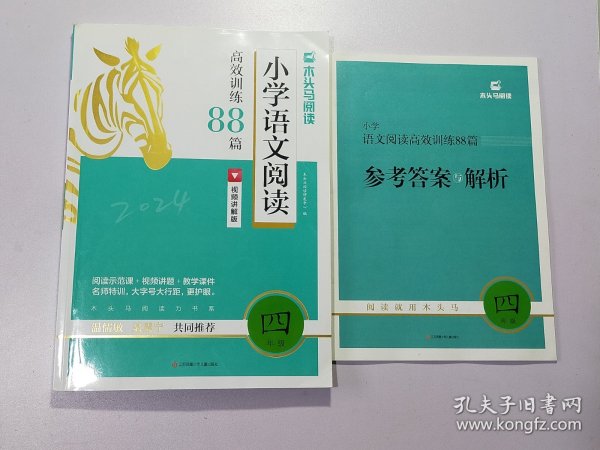 木头马阅读
小学语文阅读
高效训练
88篇
视频讲解版
2024
阅读示范课+视频讲题+教学课件
名师特训,大字号大行距,更护眼。
木头马阅读力书系
温儒敏
共同推荐
四
年级
木头马阅读
小学
语文阅读高效训练88篇
参考答案与解析
阅读就用木头马
四
年级
孔夫子旧书网
www.kongfz.com